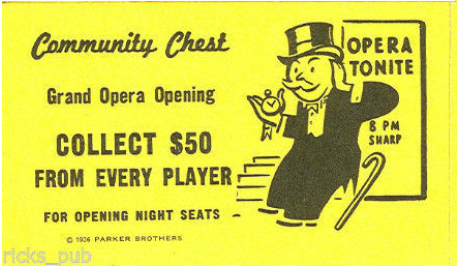 Community Chest
Grand Opera Opening
COLLECT $50
FROM EVERY PLAYER
FOR OPENING NIGHT SEATS
© 1936 PARKER BROTHERS
OPERA
TONITE
8 PM
SHARP
ricks_pub